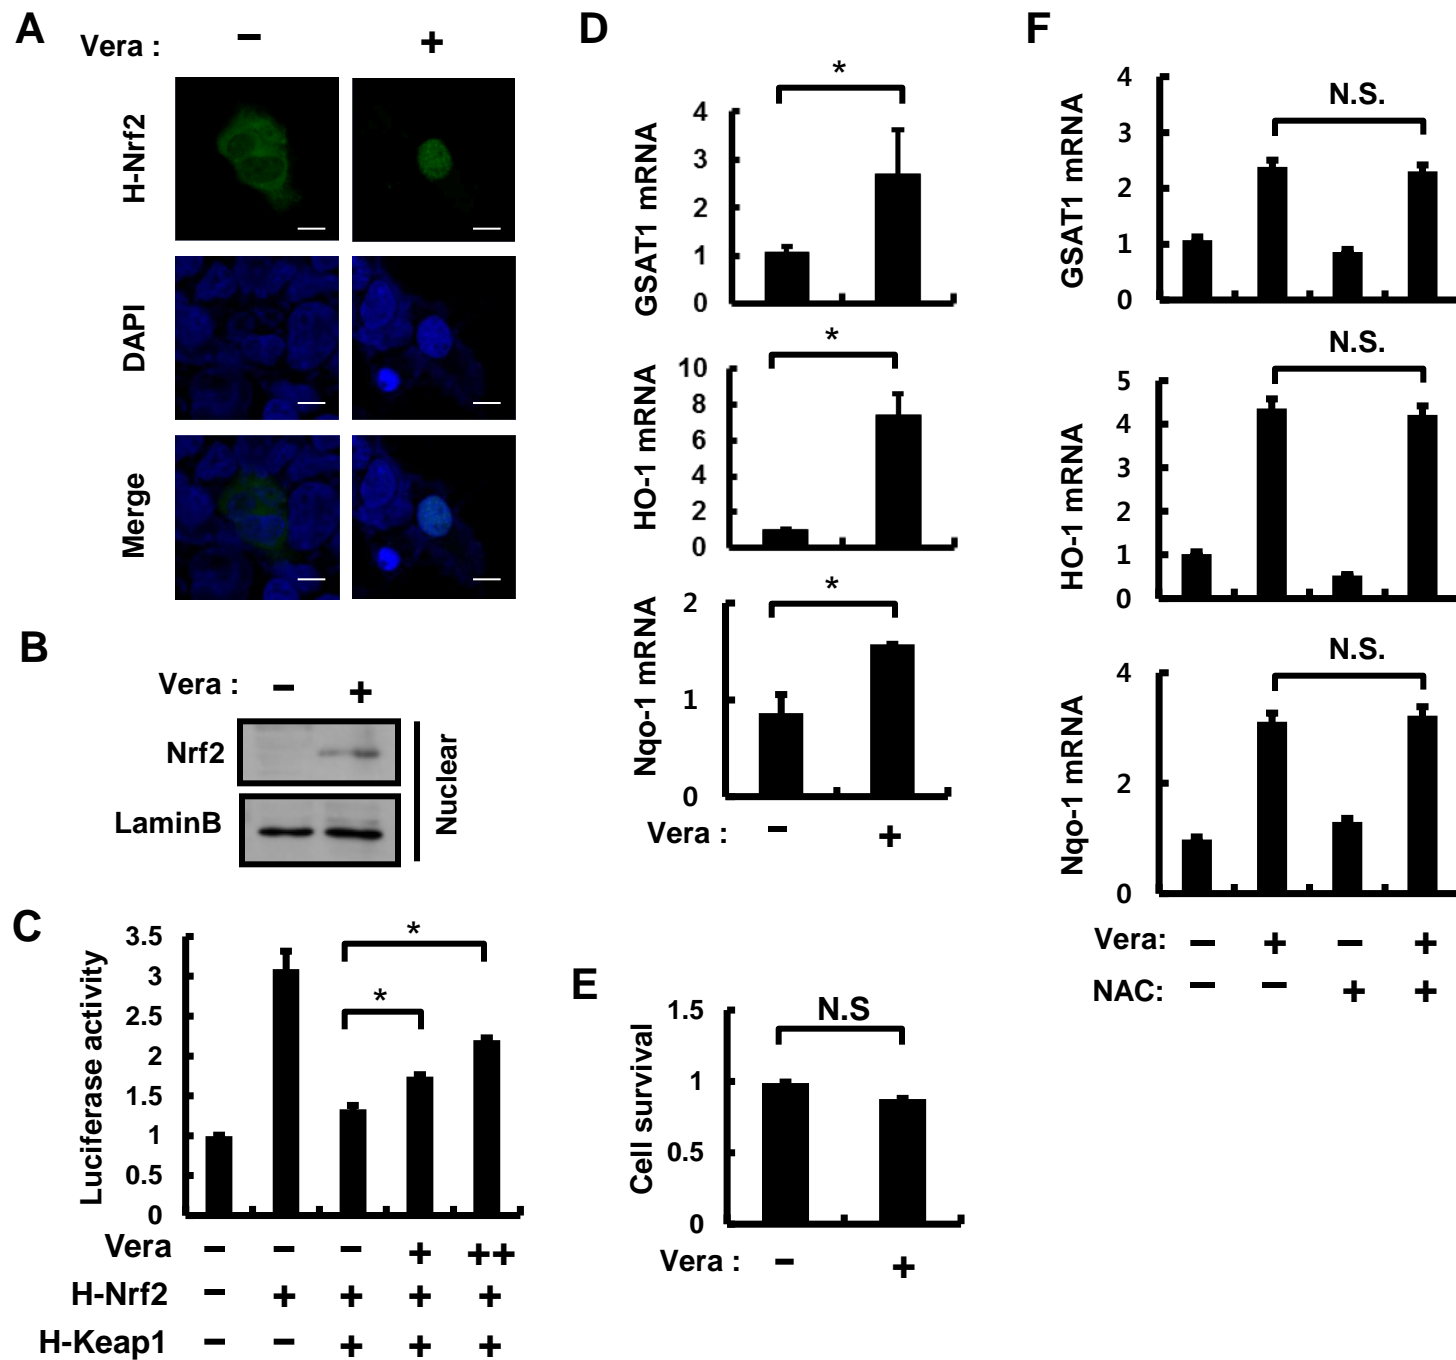 A
Vera : − +
H-Nrf2
DAPI
Merge
B
Vera : − +
Nrf2
LaminB
Nuclear
C
Luciferase activity
3.5
3
2.5
2
1.5
1
0.5
0
*
*
Vera − − − + ++
H-Nrf2 − + + + +
H-Keap1 − − + + +
D
GSAT1 mRNA
4
3
2
1
0
*
HO-1 mRNA
10
8
6
4
2
0
*
Nqo-1 mRNA
2
1
0
*
Vera : − +
E
Cell survival
1.5
1
0.5
0
N.S
Vera : − +
F
GSAT1 mRNA
4
3
2
1
0
N.S.
HO-1 mRNA
5
4
3
2
1
0
N.S.
Nqo-1 mRNA
4
2
0
N.S.
Vera: − + − +
NAC: − − + +